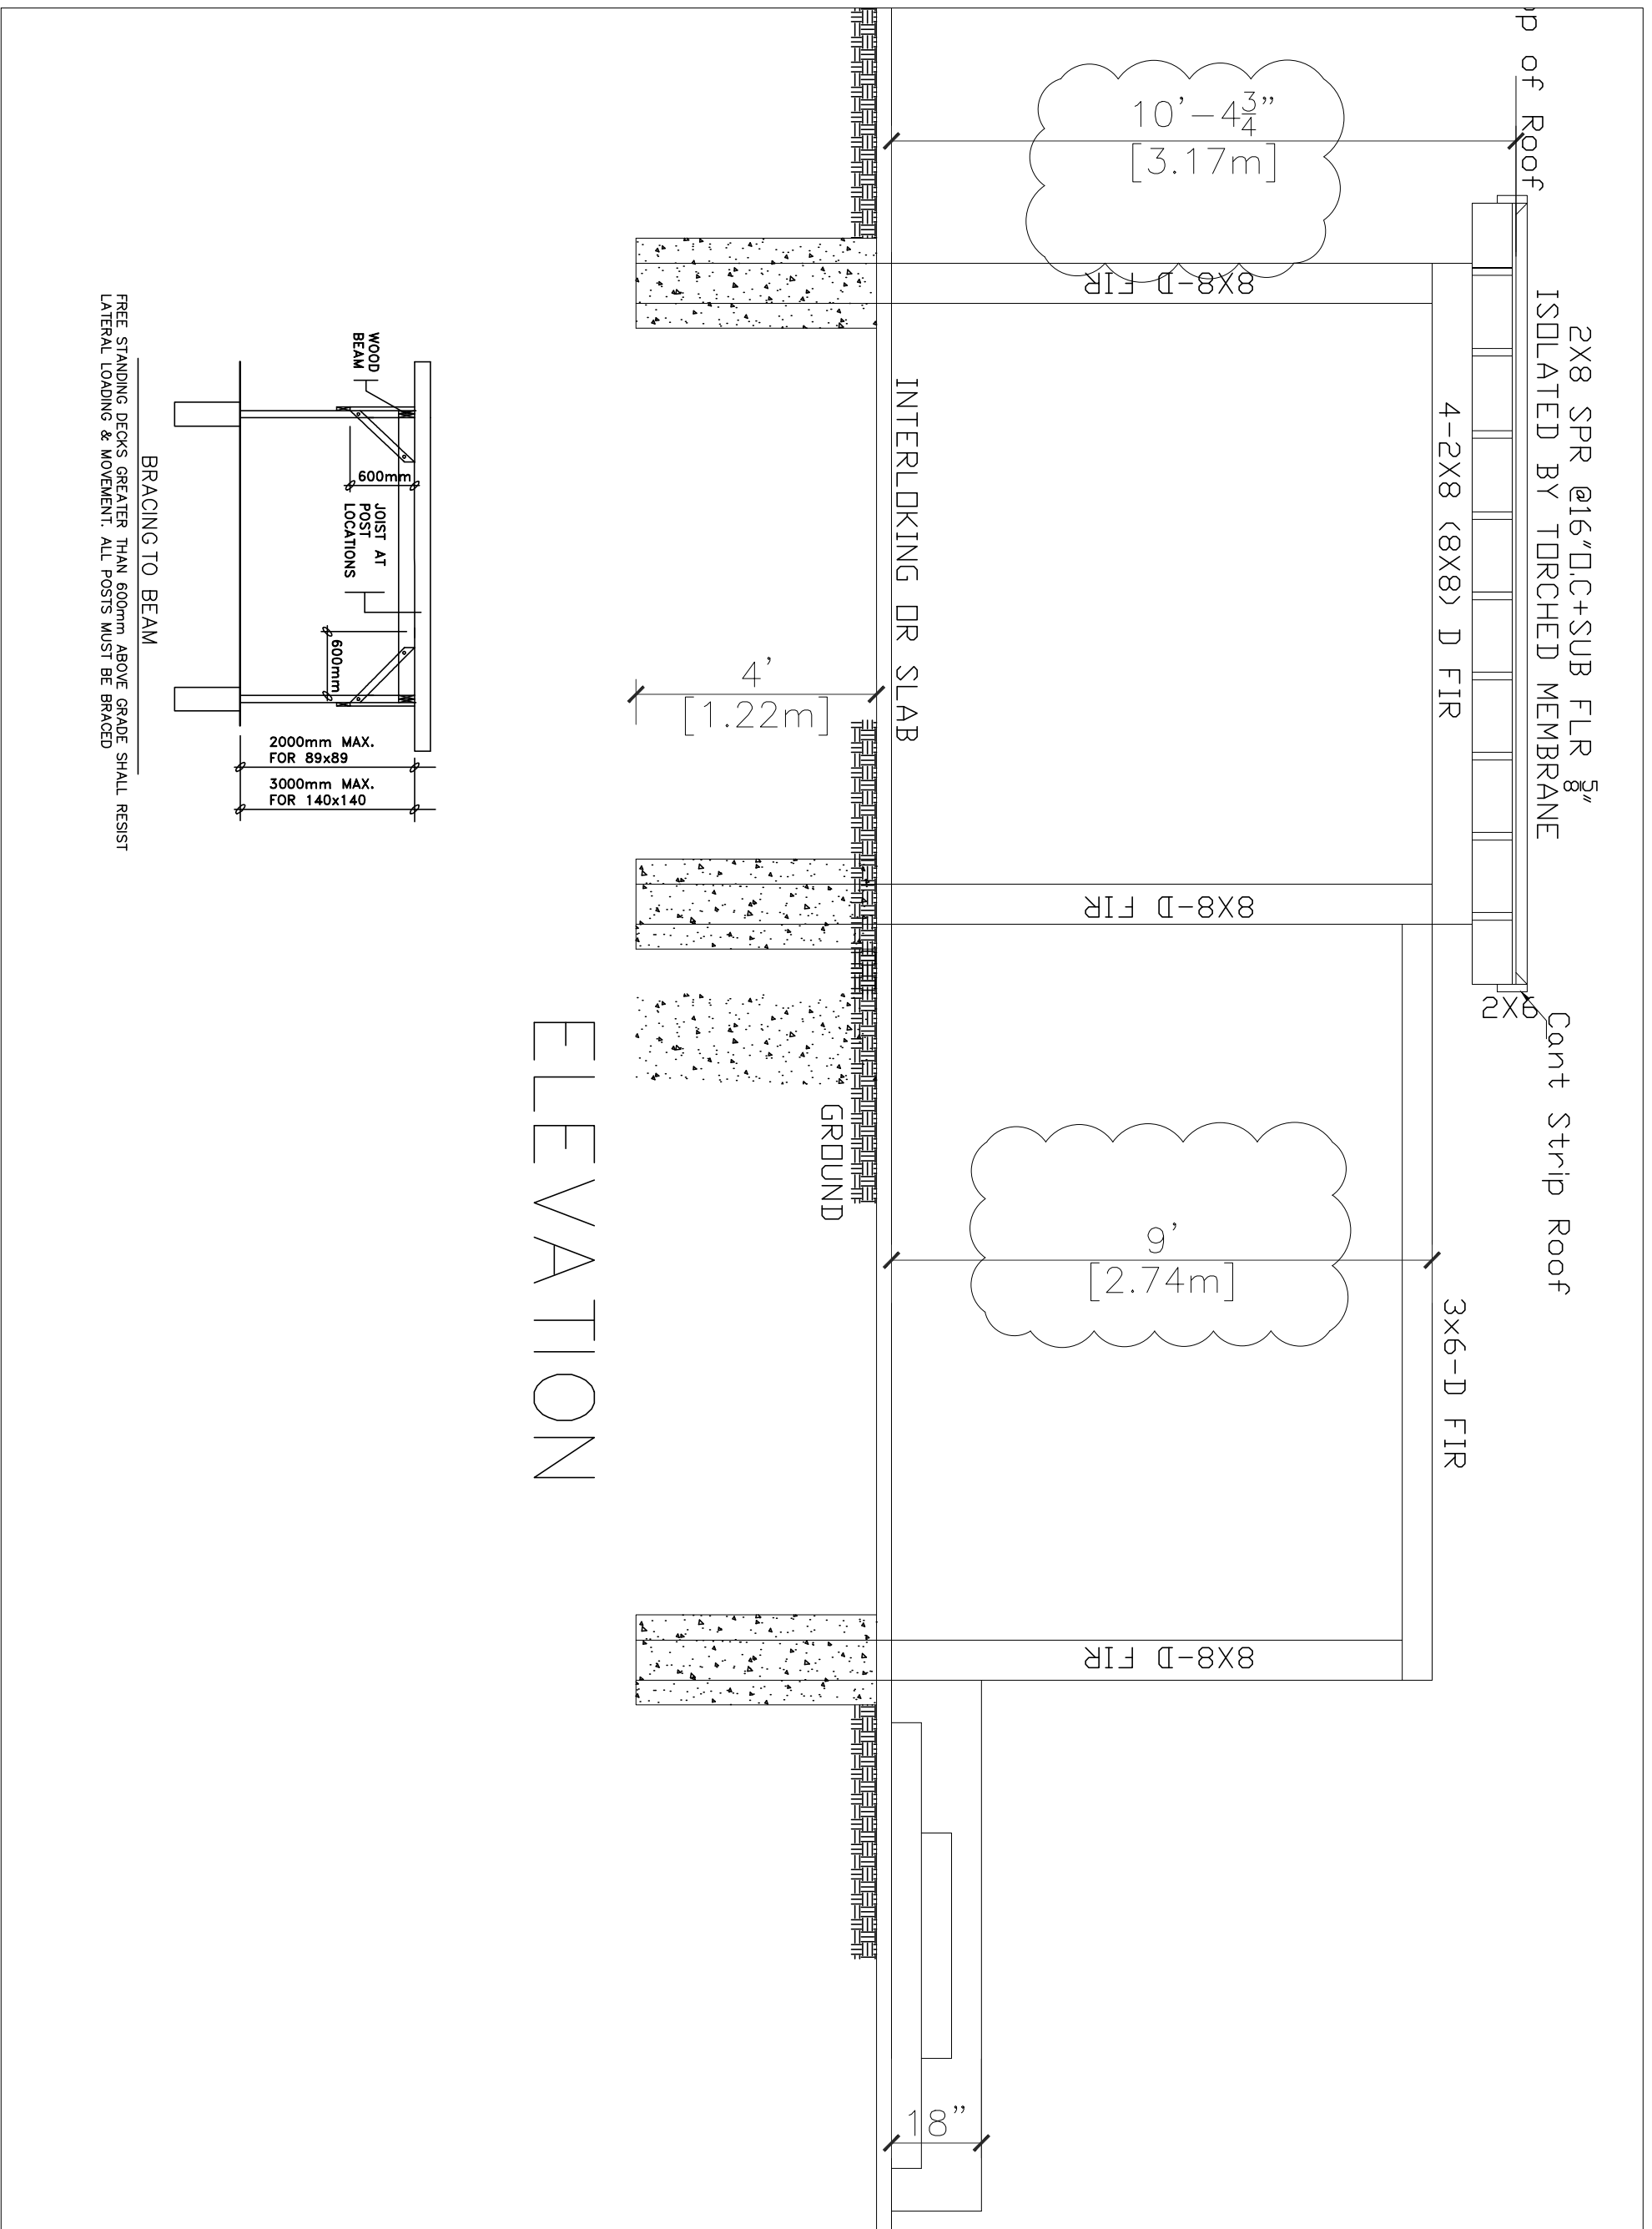 2X8 SPR @16"O.C+SUB FLR 5/8"
ISOLATED BY TORCHED MEMBRANE
of Roof
Cant Strip Roof
2X8
4-2X8 (8X8) D FIR
3x6-D FIR
10'-4 3/4"
[3.17m]
8X8-D FIR
8X8-D FIR
8X8-D FIR
9'
[2.74m]
18"
INTERLOKING OR SLAB
GROUND
4'
[1.22m]
ELEVATION
WOOD
BEAM
600mm
JOIST AT
POST
LOCATIONS
600mm
2000mm MAX.
FOR 89x89
3000mm MAX.
FOR 140x140
BRACING TO BEAM
FREE STANDING DECKS GREATER THAN 600mm ABOVE GRADE SHALL RESIST
LATERAL LOADING & MOVEMENT. ALL POSTS MUST BE BRACED